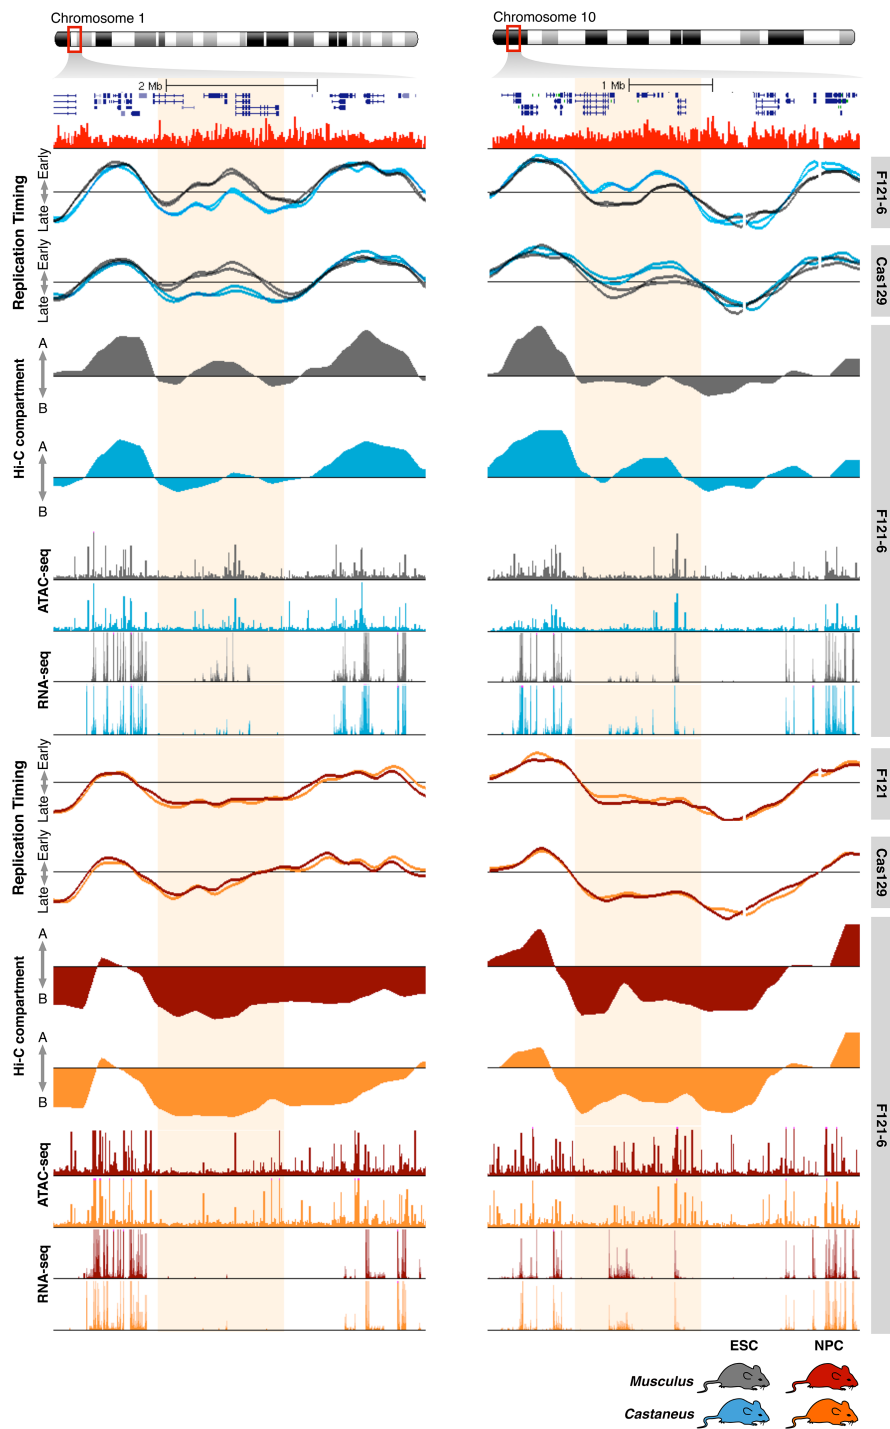 Chromosome 1
Chromosome 10
2 Mb
1 Mb
Replication Timing
Late Early
F121-6
Late Early
Cas129
Hi-C compartment
A
B
A
B
F121-6
ATAC-seq
RNA-seq
Replication Timing
Late Early
F121
Late Early
Cas129
Hi-C compartment
A
B
A
B
F121-6
ATAC-seq
RNA-seq
ESC NPC
Musculus
Castaneus